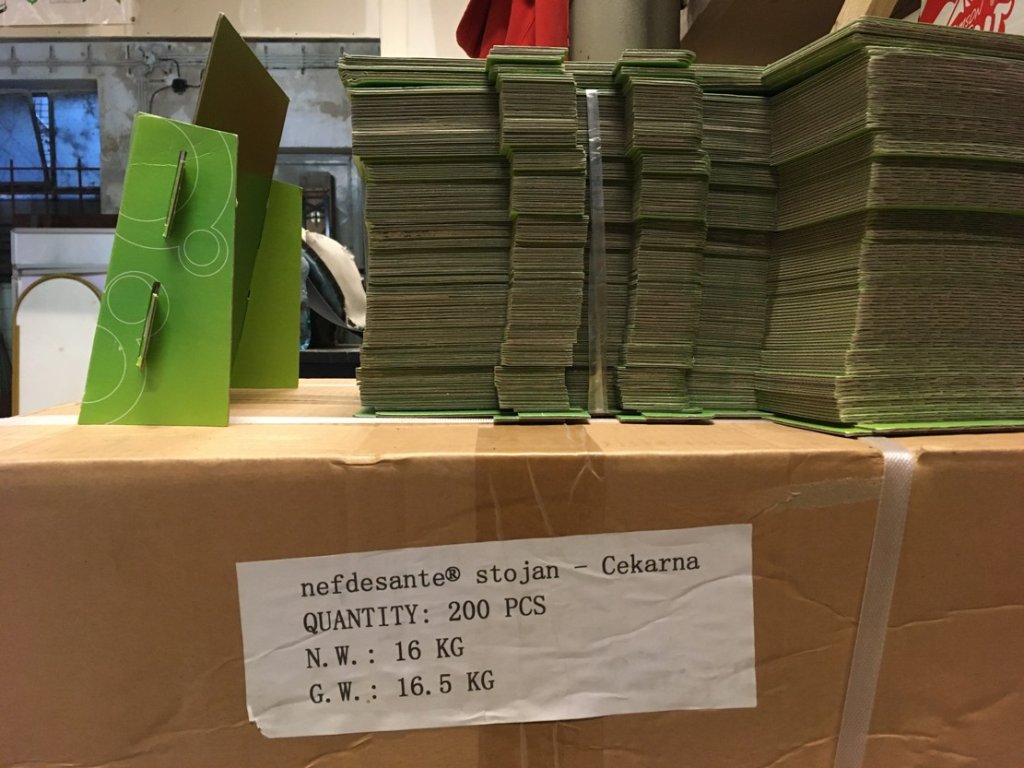 nefdesante® stojan - Cekarna
QUANTITY: 200 PCS
N.W.: 16 KG
G.W.: 16.5 KG